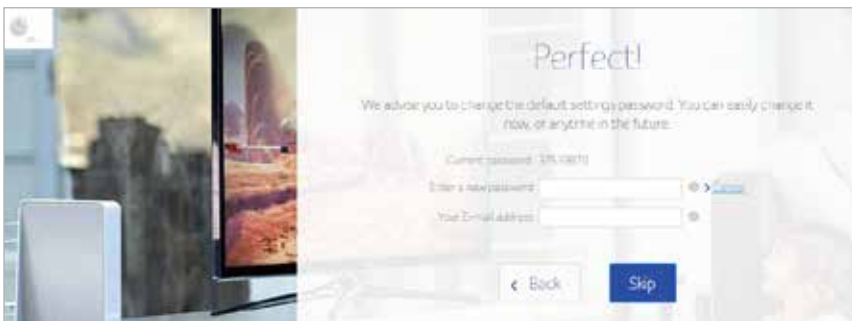 Perfect!
We advise you to change the default settings password. You can easily change it
now, or anytime in the future.
Current password
Enter a new password
Your E-mail address
Back
Skip